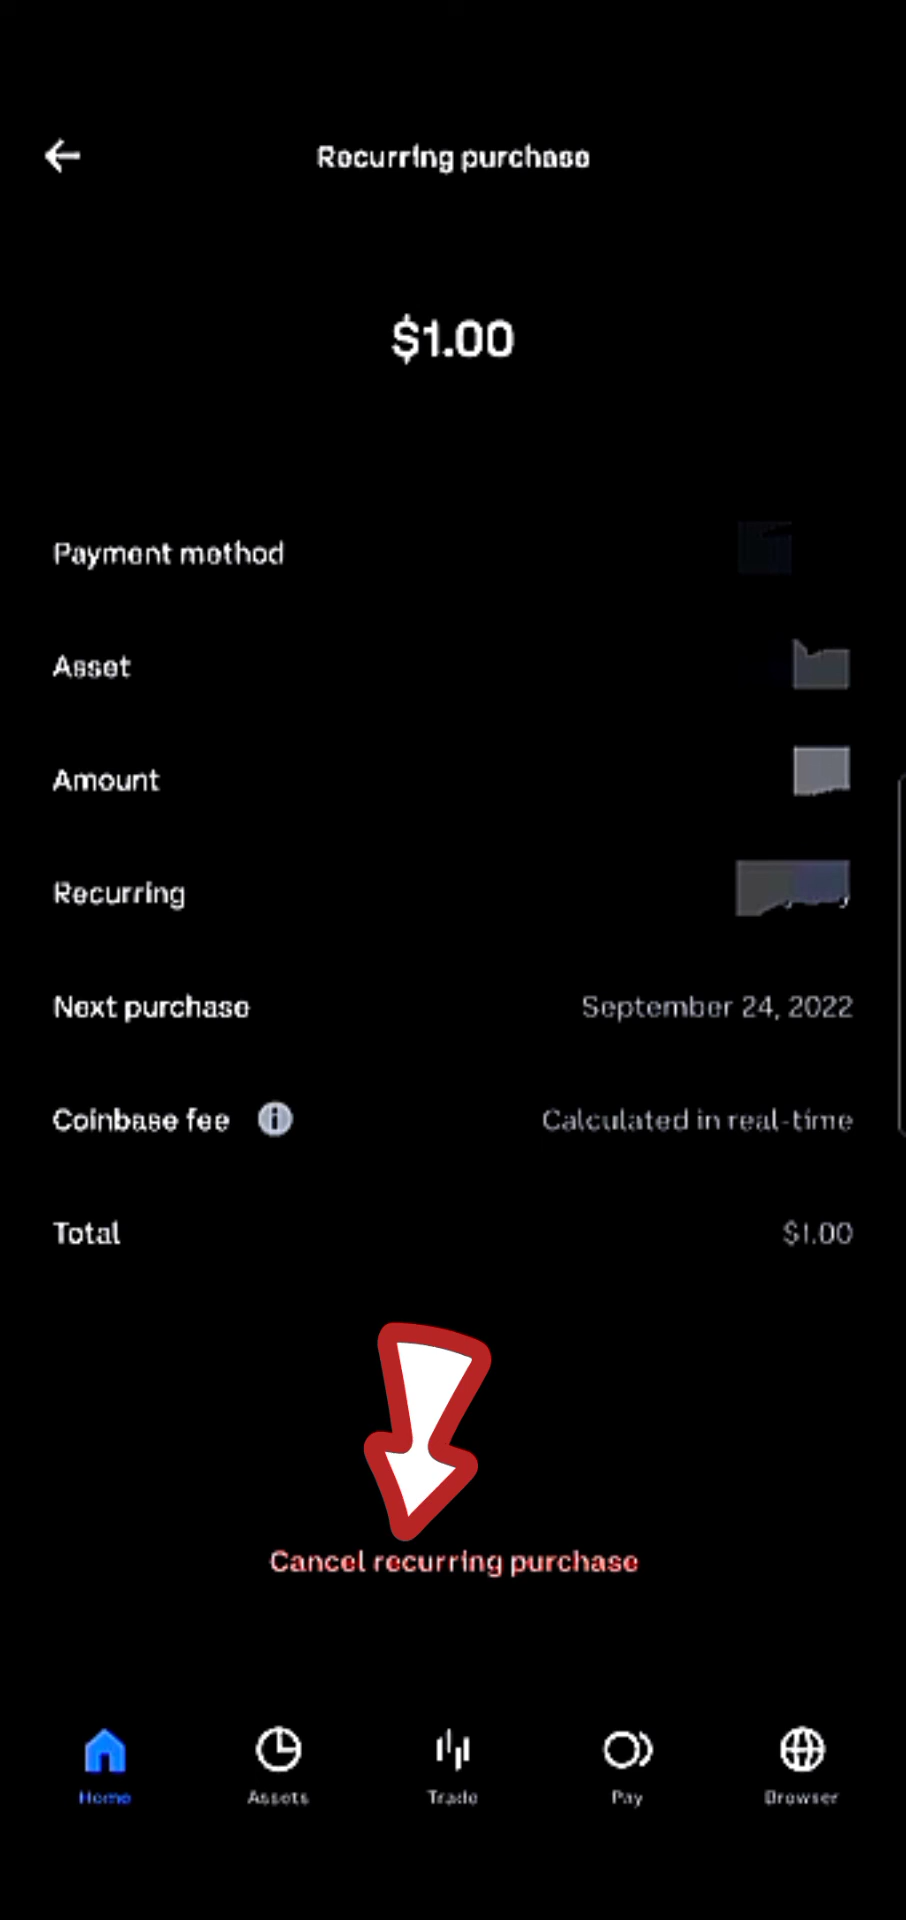 Recurring purchase
$1.00
Payment method
Asset
Amount
Recurring
Next purchase September 24, 2022
Coinbase fee Calculated in real-time
Total $1.00
Cancel recurring purchase
Home Assets Trade Pay Browser